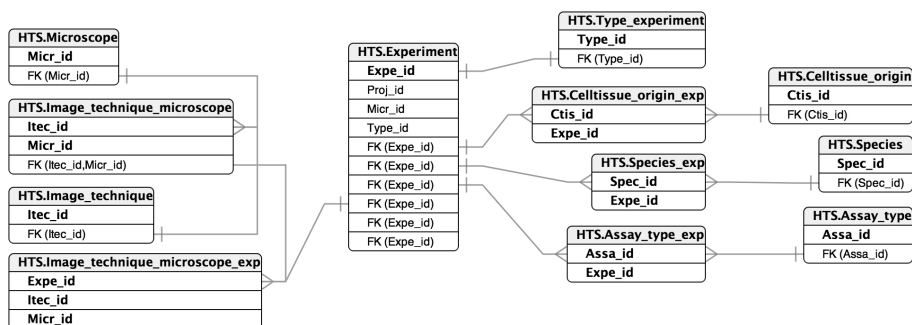 HTS.Microscope
Micr_id
FK (Micr_id)
HTS.Image_technique_microscope
Itec_id
Micr_id
FK (Itec_id,Micr_id)
HTS.Image_technique
Itec_id
FK (Itec_id)
HTS.Image_technique_microscope_exp
Expe_id
Itec_id
Micr_id
HTS.Experiment
Expe_id
Proj_id
Micr_id
Type_id
FK (Expe_id)
FK (Expe_id)
FK (Expe_id)
FK (Expe_id)
FK (Expe_id)
FK (Expe_id)
HTS.Type_experiment
Type_id
FK (Type_id)
HTS.Celltissue_origin_exp
Ctis_id
Expe_id
HTS.Species_exp
Spec_id
Expe_id
HTS.Assay_type_exp
Assa_id
Expe_id
HTS.Celltissue_origin
Ctis_id
FK (Ctis_id)
HTS.Species
Spec_id
FK (Spec_id)
HTS.Assay_type
Assa_id
FK (Assa_id)